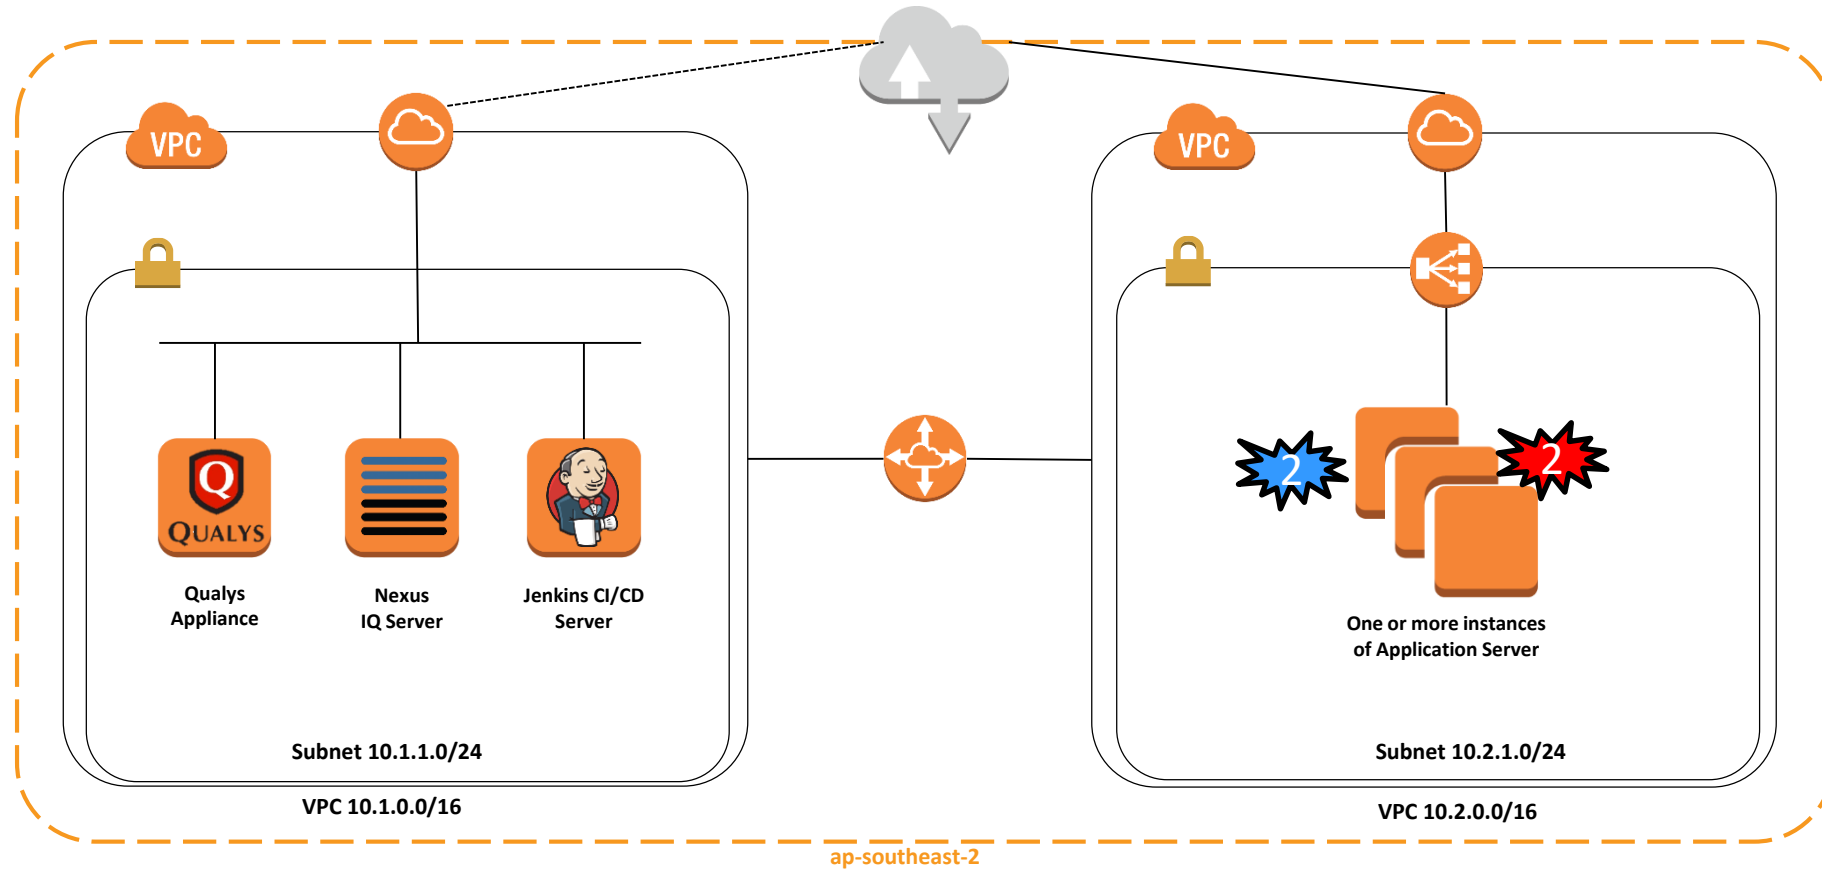 VPC
VPC
2
2
Q
QUALYS
Qualys
Appliance
Nexus
IQ Server
Jenkins CI/CD
Server
One or more instances
of Application Server
Subnet 10.1.1.0/24
Subnet 10.2.1.0/24
VPC 10.1.0.0/16
VPC 10.2.0.0/16
ap-southeast-2